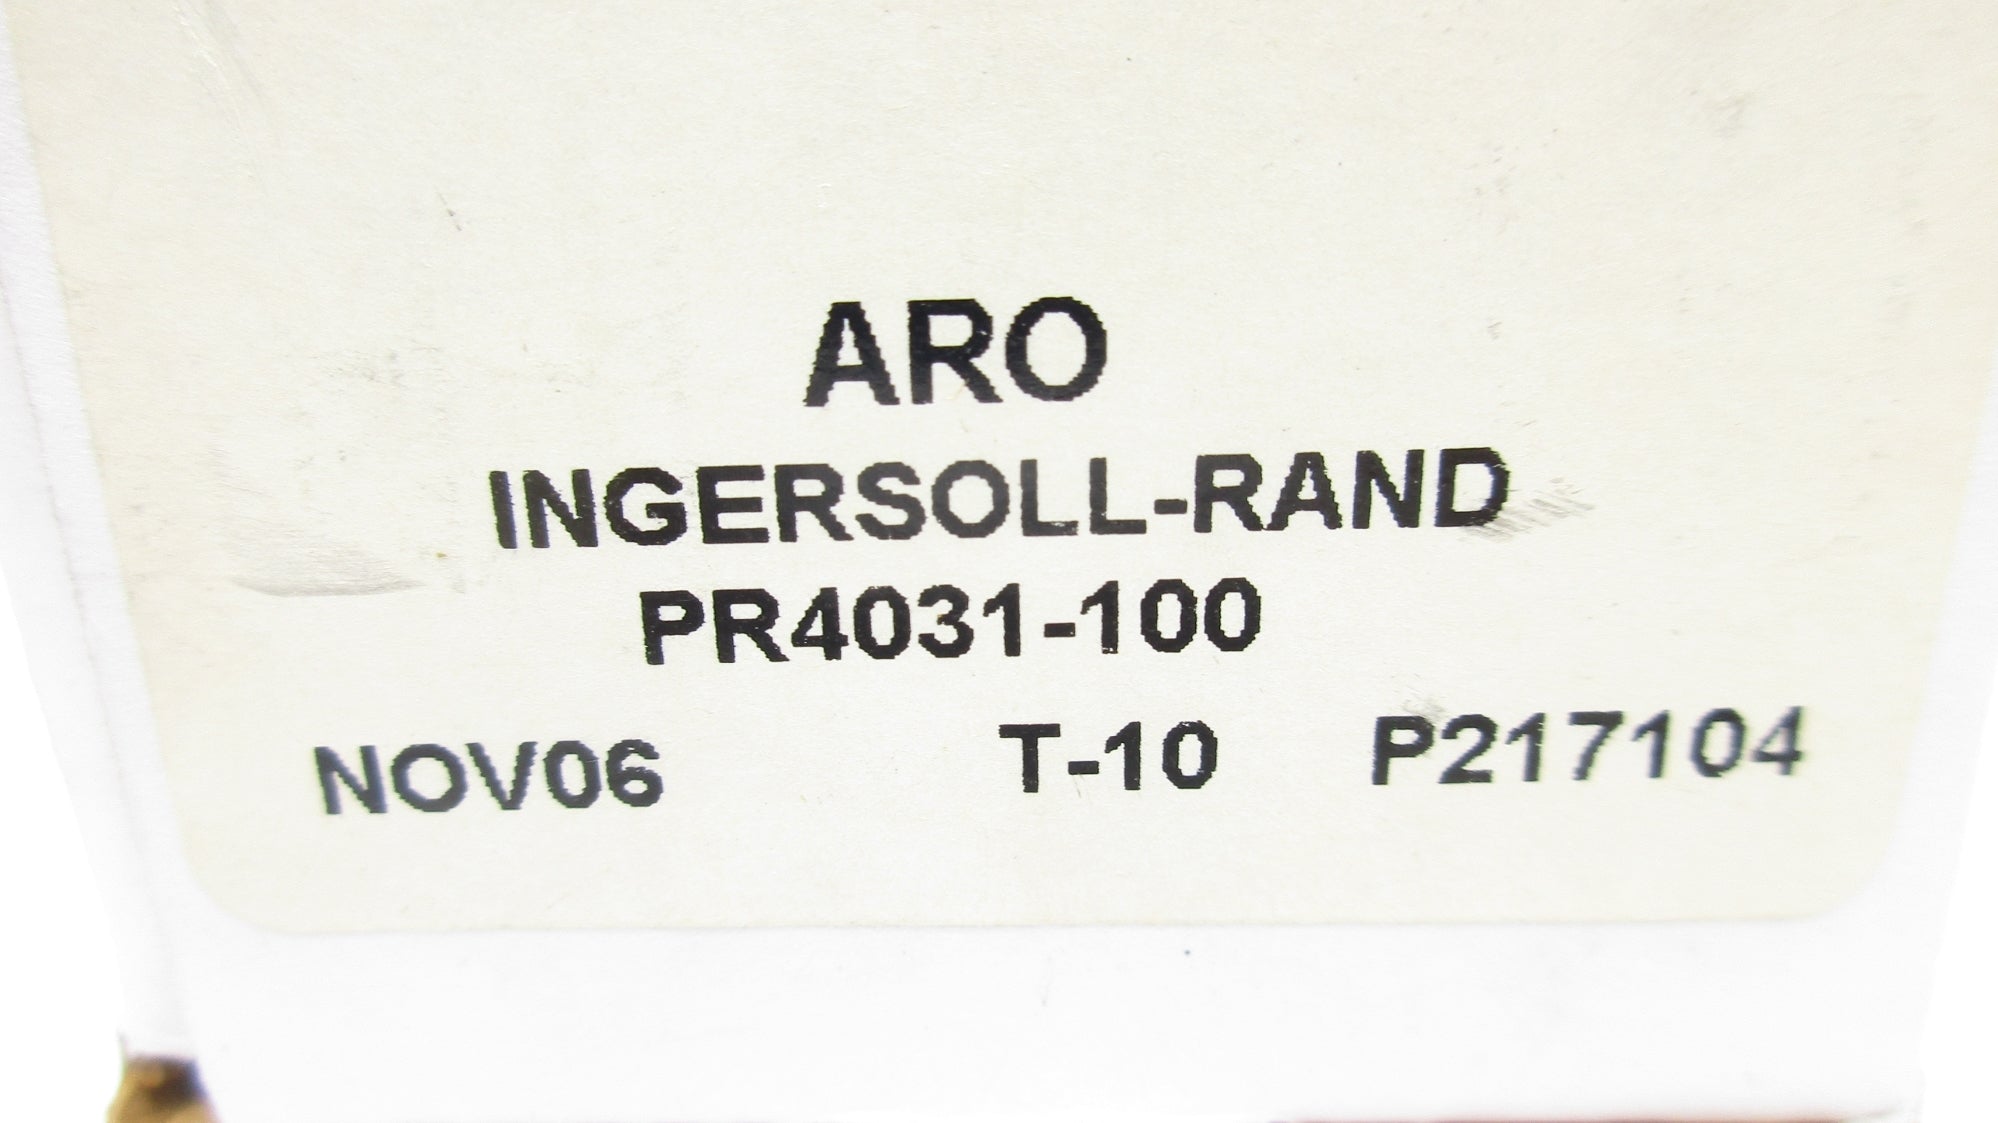 ARO
INGERSOLL-RAND
PR4031-100
NOV06 T-10 P217104